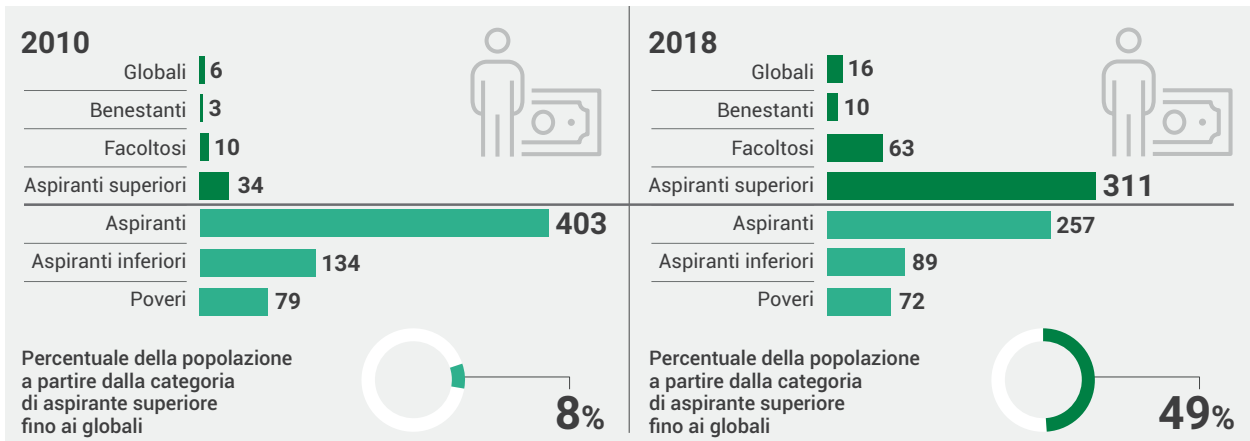 2010
Globali 6
Benestanti 3
Facoltosi 10
Aspiranti superiori 34
Aspiranti 403
Aspiranti inferiori 134
Poveri 79
Percentuale della popolazione
a partire dalla categoria
di aspirante superiore
fino ai globali
8%
2018
Globali 16
Benestanti 10
Facoltosi 63
Aspiranti superiori 311
Aspiranti 257
Aspiranti inferiori 89
Poveri 72
Percentuale della popolazione
a partire dalla categoria
di aspirante superiore
fino ai globali
49%